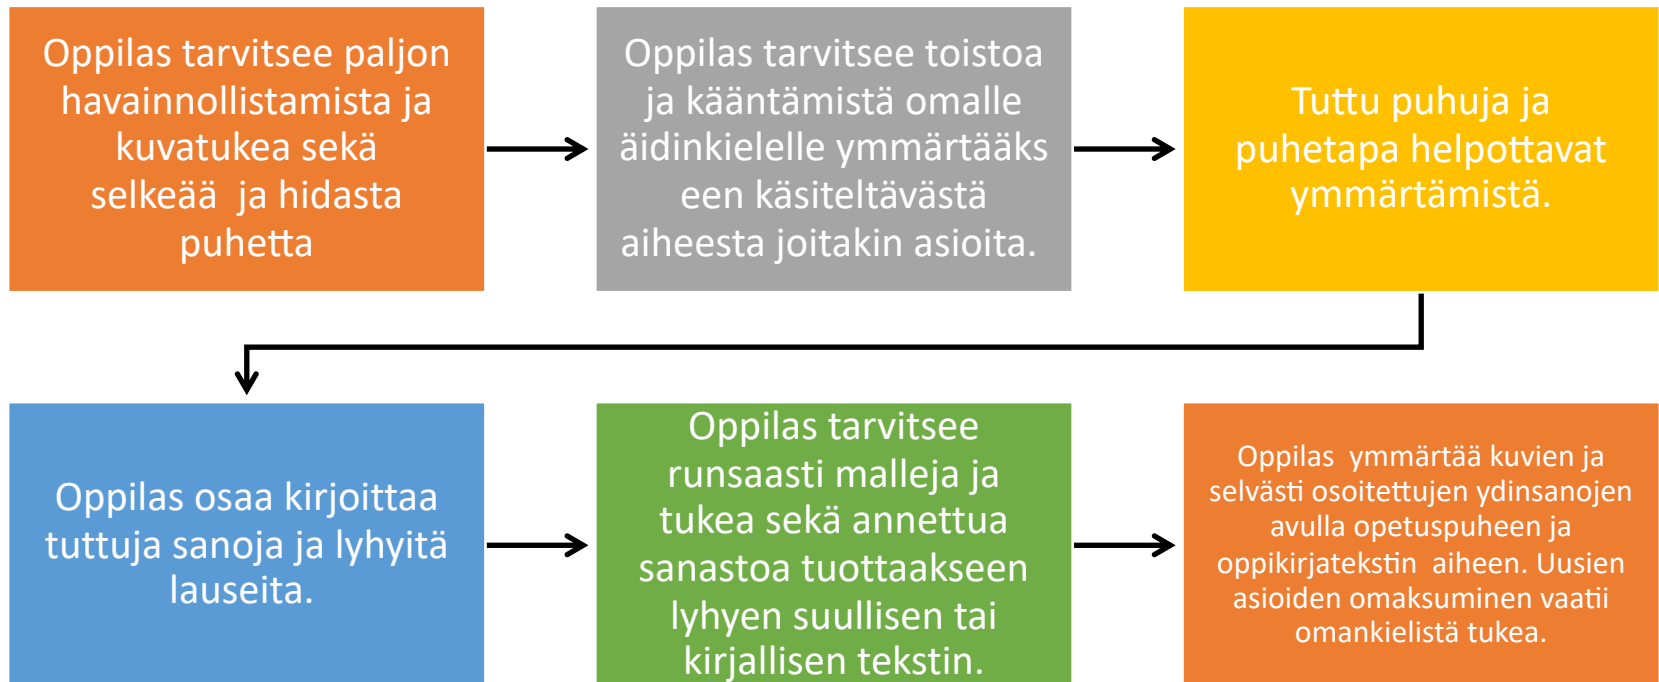 Oppilas tarvitsee paljon
havainnollistamista ja
kuvatukea sekä
selkeää  ja hidasta
puhetta
Oppilas tarvitsee toistoa
ja kääntämistä omalle
äidinkielelle ymmärtääks
een käsiteltävästä
aiheesta joitakin asioita.
Tuttu puhuja ja
puhetapa helpottavat
ymmärtämistä.
Oppilas osaa kirjoittaa
tuttuja sanoja ja lyhyitä
lauseita.
Oppilas tarvitsee
runsaasti malleja ja
tukea sekä annettua
sanastoa tuottaakseen
lyhyen suullisen tai
kirjallisen tekstin.
Oppilas  ymmärtää kuvien ja
selvästi osoitettujen ydinsanojen
avulla opetuspuheen ja
oppikirjatekstin  aiheen. Uusien
asioiden omaksuminen vaatii
omankielistä tukea.